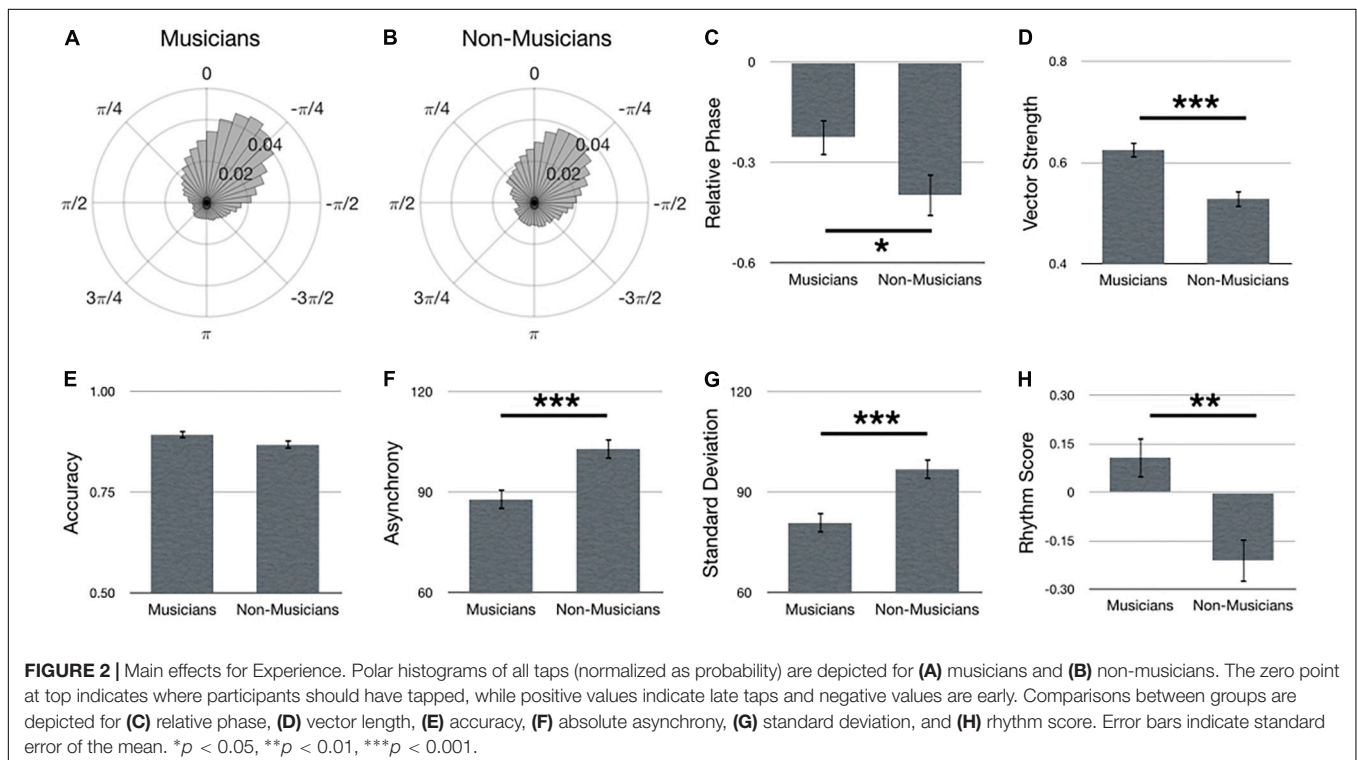 A
Musicians
0
π/4
-π/4
0.04
0.02
π/2
-π/2
3π/4
-3π/2
π
B
Non-Musicians
0
π/4
-π/4
0.04
0.02
π/2
-π/2
3π/4
-3π/2
π
C
0
-0.3
-0.6
Relative Phase
*
Musicians
Non-Musicians
D
0.8
0.6
0.4
Vector Strength
***
Musicians
Non-Musicians
E
1.00
0.75
0.50
Accuracy
Musicians
Non-Musicians
F
120
90
60
Asynchrony
***
Musicians
Non-Musicians
G
120
90
60
Standard Deviation
***
Musicians
Non-Musicians
H
0.30
0.15
0
-0.15
-0.30
Rhythm Score
**
Musicians
Non-Musicians
FIGURE 2 | Main effects for Experience. Polar histograms of all taps (normalized as probability) are depicted for (A) musicians and (B) non-musicians. The zero point
at top indicates where participants should have tapped, while positive values indicate late taps and negative values are early. Comparisons between groups are
depicted for (C) relative phase, (D) vector length, (E) accuracy, (F) absolute asynchrony, (G) standard deviation, and (H) rhythm score. Error bars indicate standard
error of the mean. *p < 0.05, **p < 0.01, ***p < 0.001.